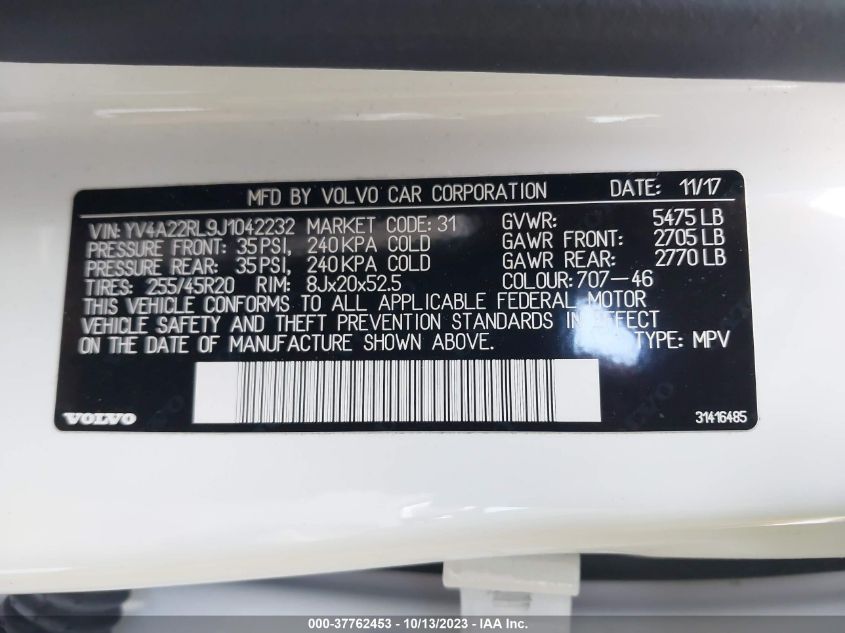 MFD BY VOLVO CAR CORPORATION DATE: 11/17
VIN: YV4A22RL9J1042232 MARKET CODE: 31 GVWR: 5475 LB
PRESSURE FRONT: 35 PSI, 240 KPA COLD GAWR FRONT: 2705 LB
PRESSURE REAR: 35 PSI, 240 KPA COLD GAWR REAR: 2770 LB
TIRES: 255/45R20 RIM: 8Jx20x52.5 COLOUR: 707-46
THIS VEHICLE CONFORMS TO ALL APPLICABLE FEDERAL MOTOR
VEHICLE SAFETY AND THEFT PREVENTION STANDARDS IN EFFECT
ON THE DATE OF MANUFACTURE SHOWN ABOVE. TYPE: MPV
VOLVO 31416485
000-37762453 - 10/13/2023 - IAA Inc.